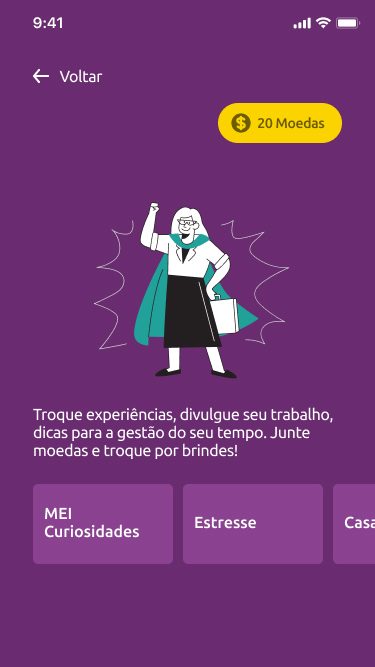 9:41
Voltar
$ 20 Moedas
Troque experiências, divulgue seu trabalho,
dicas para a gestão do seu tempo. Junte
moedas e troque por brindes!
MEI
Curiosidades
Estresse
Casa